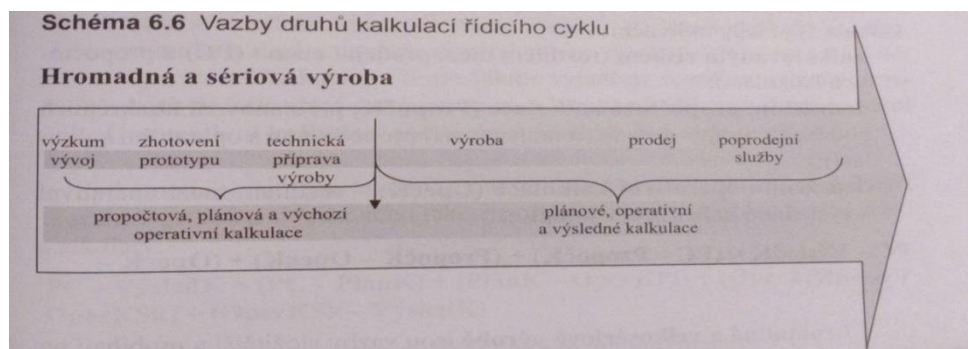 Schéma 6.6 Vazby druhů kalkulací řídicího cyklu
Hromadná a sériová výroba
výzkum zhotovení technická výroba prodej poprodejní
vývoj prototypu příprava služby
výroby
propočtová, plánová a výchozí plánové, operativní
operativní kalkulace a výsledné kalkulace